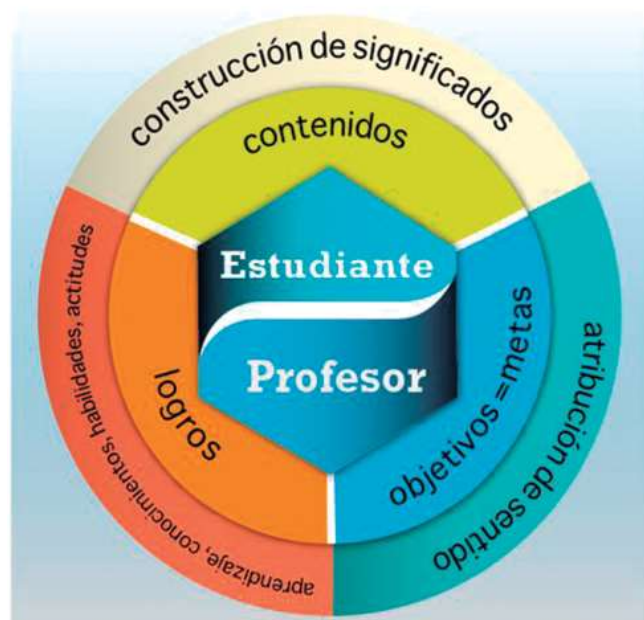 construcción de significados
contenidos
Estudiante
Profesor
logros
objetivos = metas
aprendizaje, conocimientos, habilidades, actitudes
atribución de sentido